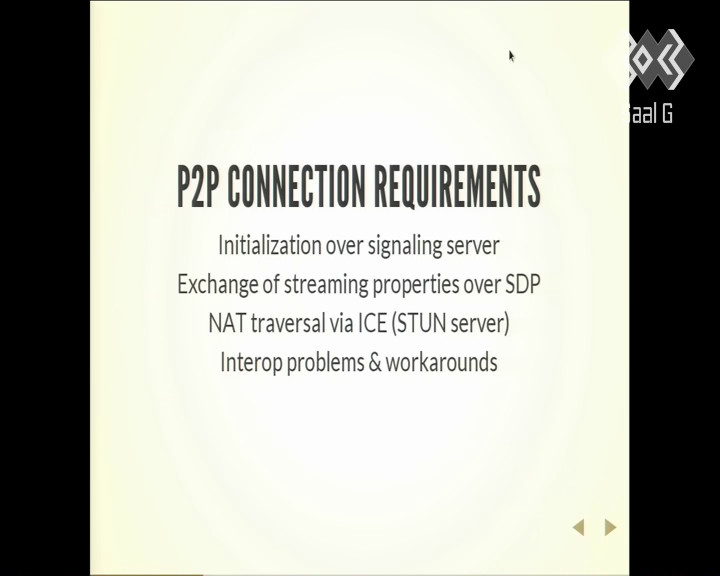 P2P CONNECTION REQUIREMENTS
Initialization over signaling server
Exchange of streaming properties over SDP
NAT traversal via ICE (STUN server)
Interop problems & workarounds
Saal G